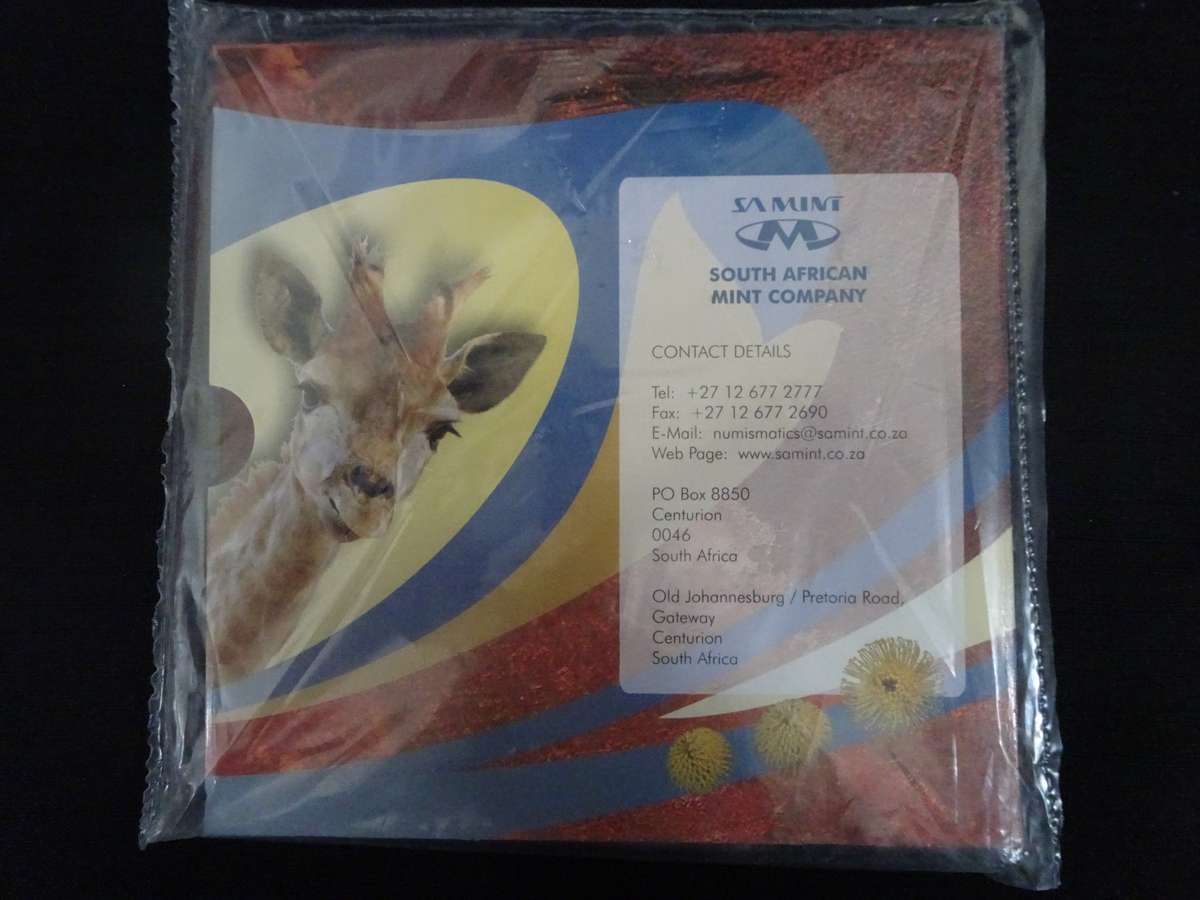 SA MINT
SOUTH AFRICAN
MINT COMPANY
CONTACT DETAILS
Tel: +27 12 677 2777
Fax: +27 12 677 2690
E-Mail: numismatics@samint.co.za
Web Page: www.samint.co.za
PO Box 8850
Centurion
0046
South Africa
Old Johannesburg / Pretoria Road,
Gateway
Centurion
South Africa